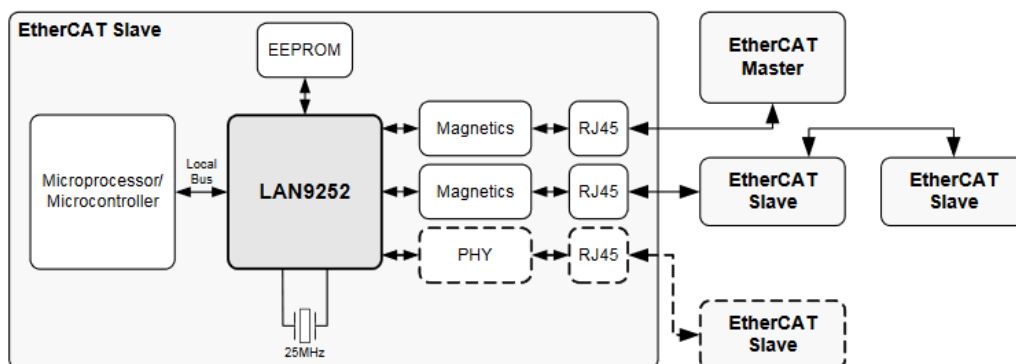 EtherCAT Slave
EEPROM
EtherCAT
Master
Magnetics
RJ45
Microprocessor/
Microcontroller
Local
Bus
LAN9252
Magnetics
RJ45
EtherCAT
Slave
EtherCAT
Slave
PHY
RJ45
25MHz
EtherCAT
Slave